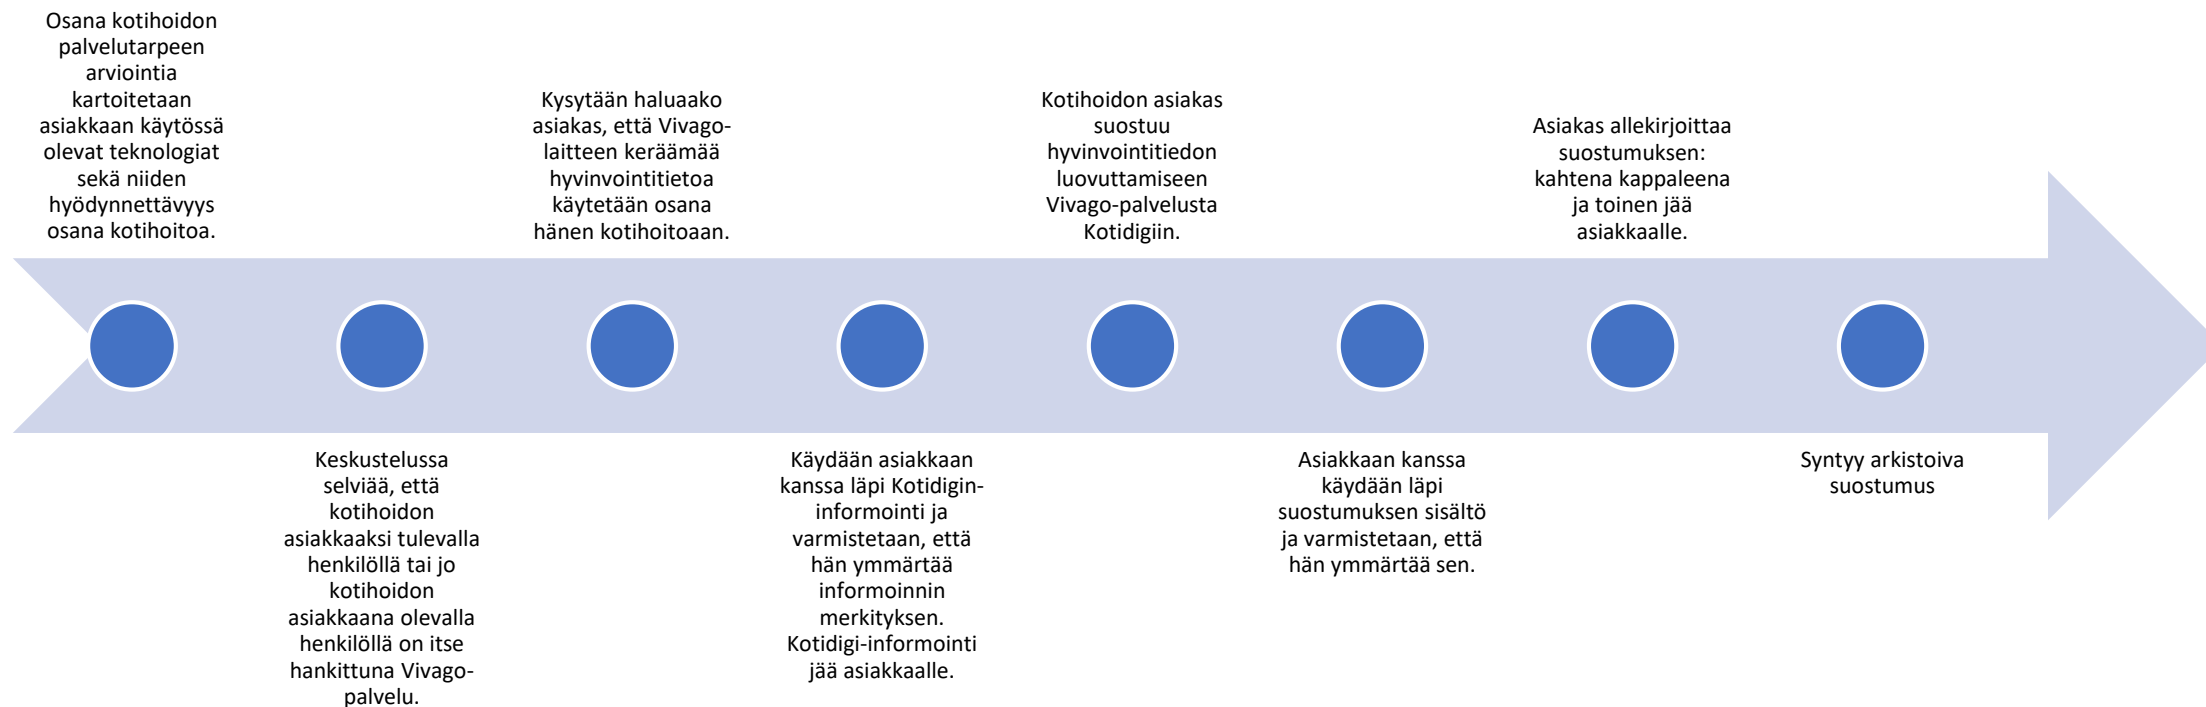 Osana kotihoidon
palvelutarpeen
arviointia
kartoitetaan
asiakkaan käytössä
olevat teknologiat
sekä niiden
hyödynnettävyys
osana kotihoitoa.
Keskustelussa
selviää, että
kotihoidon
asiakkaaksi tulevalla
henkilöllä tai jo
kotihoidon
asiakkaana olevalla
henkilöllä on itse
hankittuna Vivago-
palvelu.
Kysytään haluaako
asiakas, että Vivago-
laitteen keräämää
hyvinvointitietoa
käytetään osana
hänen kotihoitoaan.
Käydään asiakkaan
kanssa läpi Kotidigin-
informointi ja
varmistetaan, että
hän ymmärtää
informoinnin
merkityksen.
Kotidigi-informointi
jää asiakkaalle.
Kotihoidon asiakas
suostuu
hyvinvointitiedon
luovuttamiseen
Vivago-palvelusta
Kotidigiin.
Asiakkaan kanssa
käydään läpi
suostumuksen sisältö
ja varmistetaan, että
hän ymmärtää sen.
Asiakas allekirjoittaa
suostumuksen:
kahtena kappaleena
ja toinen jää
asiakkaalle.
Syntyy arkistoiva
suostumus